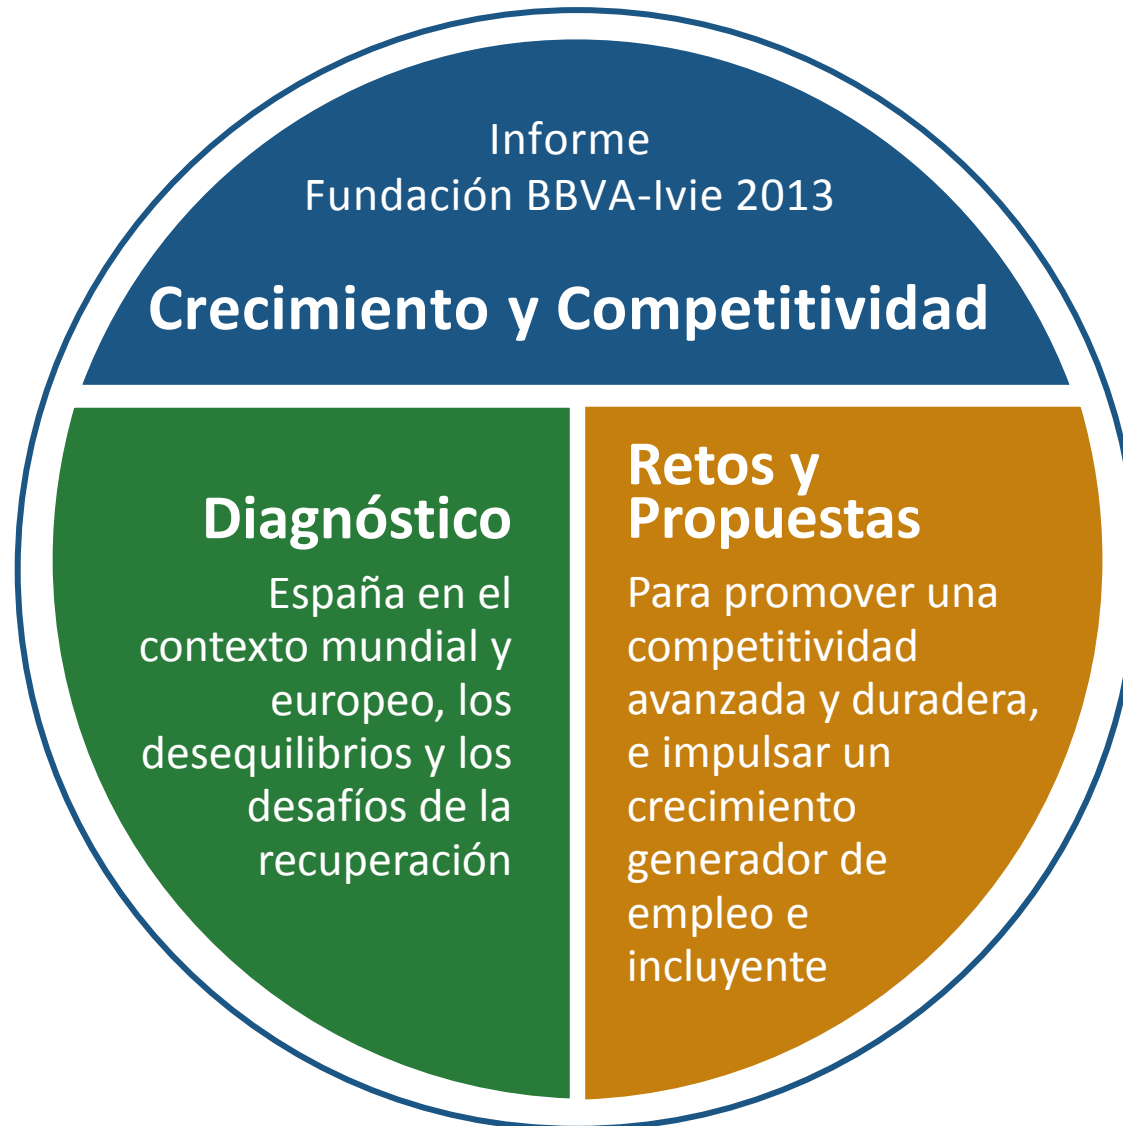 Informe
Fundación BBVA-Ivie 2013
Crecimiento y Competitividad
Diagnóstico
España en el
contexto mundial y
europeo, los
desequilibrios y los
desafíos de la
recuperación
Retos y
Propuestas
Para promover una
competitividad
avanzada y duradera,
e impulsar un
crecimiento
generador de
empleo e
incluyente